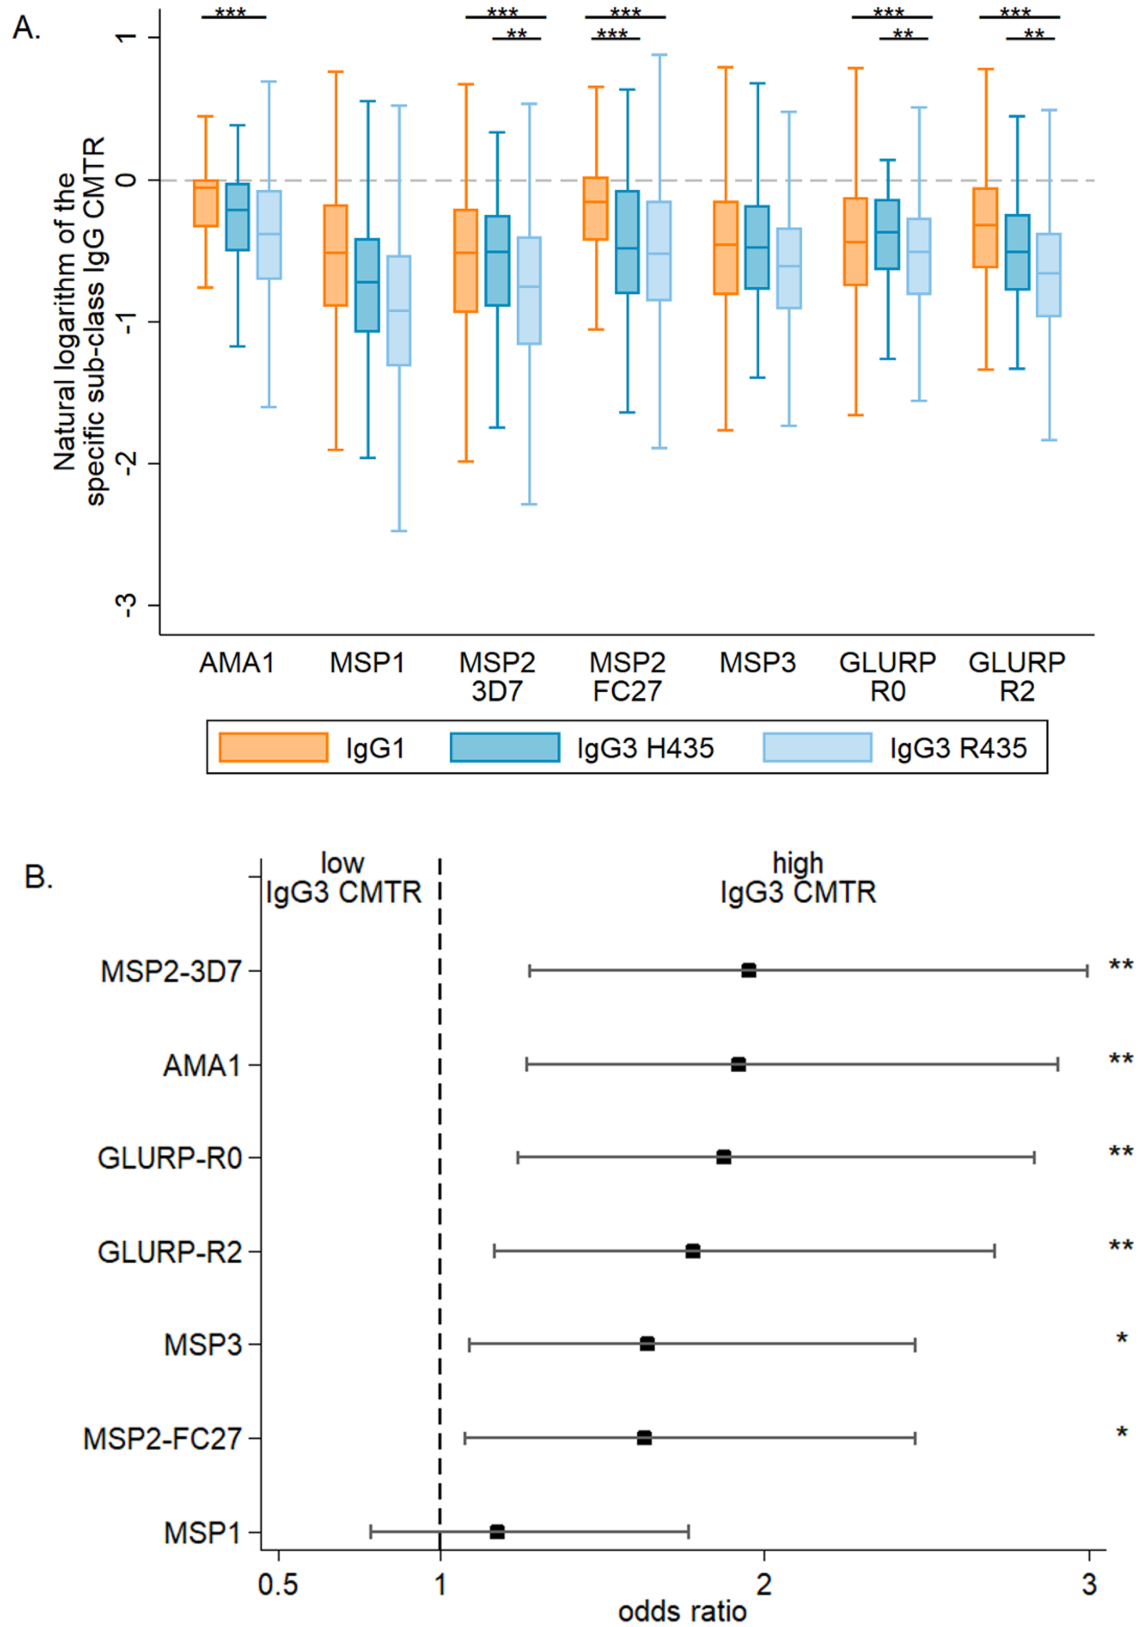 A.
*** *** *** *** ***
** *** ** **
1
0
-1
-2
-3
Natural logarithm of the
specific sub-class IgG CMTR
AMA1 MSP1 MSP2 MSP2 MSP3 GLURP GLURP
3D7 FC27 R0 R2
IgG1 IgG3 H435 IgG3 R435
B.
low high
IgG3 CMTR IgG3 CMTR
MSP2-3D7 **
AMA1 **
GLURP-R0 **
GLURP-R2 **
MSP3 *
MSP2-FC27 *
MSP1
0.5 1 2 3
odds ratio